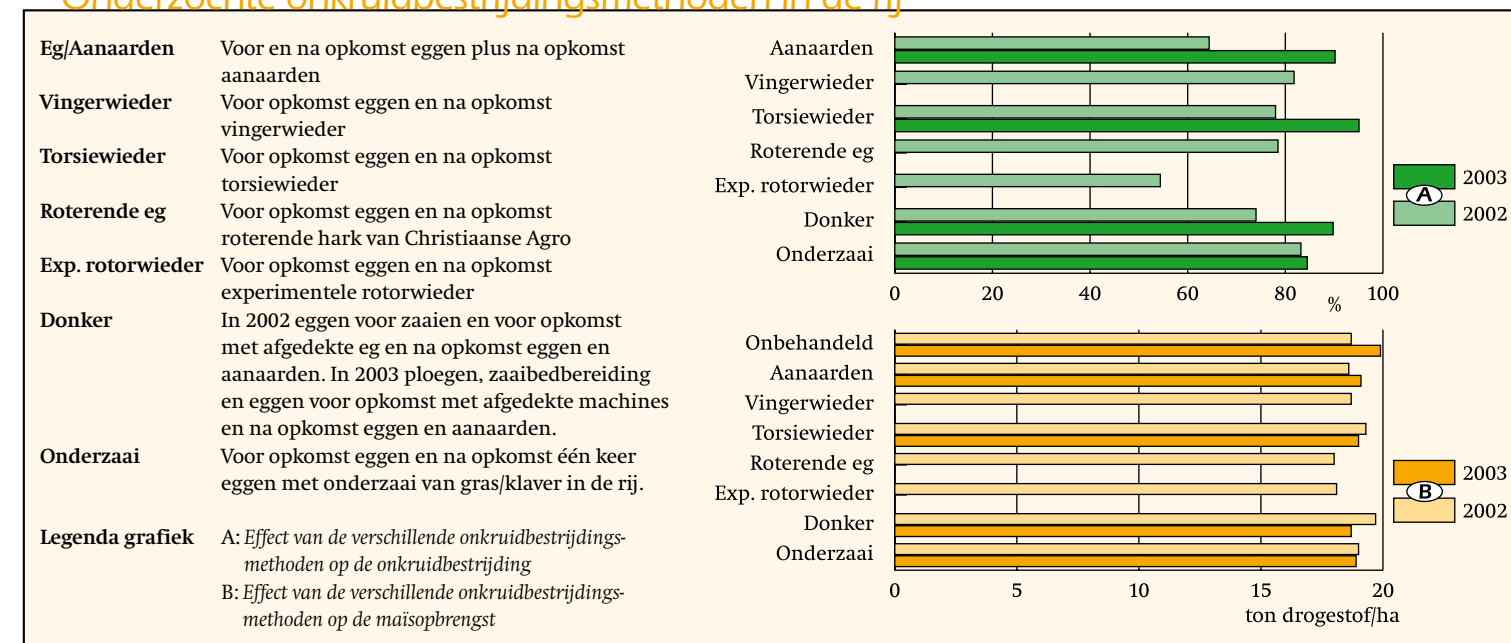 Onderzochte onkruidbestrijdingsmethoden in de rij
Eg/Aanaarden Voor en na opkomst eggen plus na opkomst
aanaarden
Vingerwieder Voor opkomst eggen en na opkomst
vingerwieder
Torsiewieder Voor opkomst eggen en na opkomst
torsiewieder
Roterende eg Voor opkomst eggen en na opkomst
roterende hark van Christiaanse Agro
Exp. rotorwieder Voor opkomst eggen en na opkomst
experimentele rotorwieder
Donker In 2002 eggen voor zaaien en voor opkomst
met afgedekte eg en na opkomst eggen en
aanaarden. In 2003 ploegen, zaaibedbereiding
en eggen voor opkomst met afgedekte machines
en na opkomst eggen en aanaarden.
Onderzaai Voor opkomst eggen en na opkomst één keer
eggen met onderzaai van gras/klaver in de rij.
Legenda grafiek A: Effect van de verschillende onkruidbestrijdings-
methoden op de onkruidbestrijding
B: Effect van de verschillende onkruidbestrijdings-
methoden op de maïsopbrengst
Aanaarden
Vingerwieder
Torsiewieder
Roterende eg
Exp. rotorwieder
Donker
Onderzaai
0 20 40 60 80 100
%
2003
A
2002
Onbehandeld
Aanaarden
Vingerwieder
Torsiewieder
Roterende eg
Exp. rotorwieder
Donker
Onderzaai
0 5 10 15 20
ton drogestof/ha
2003
B
2002